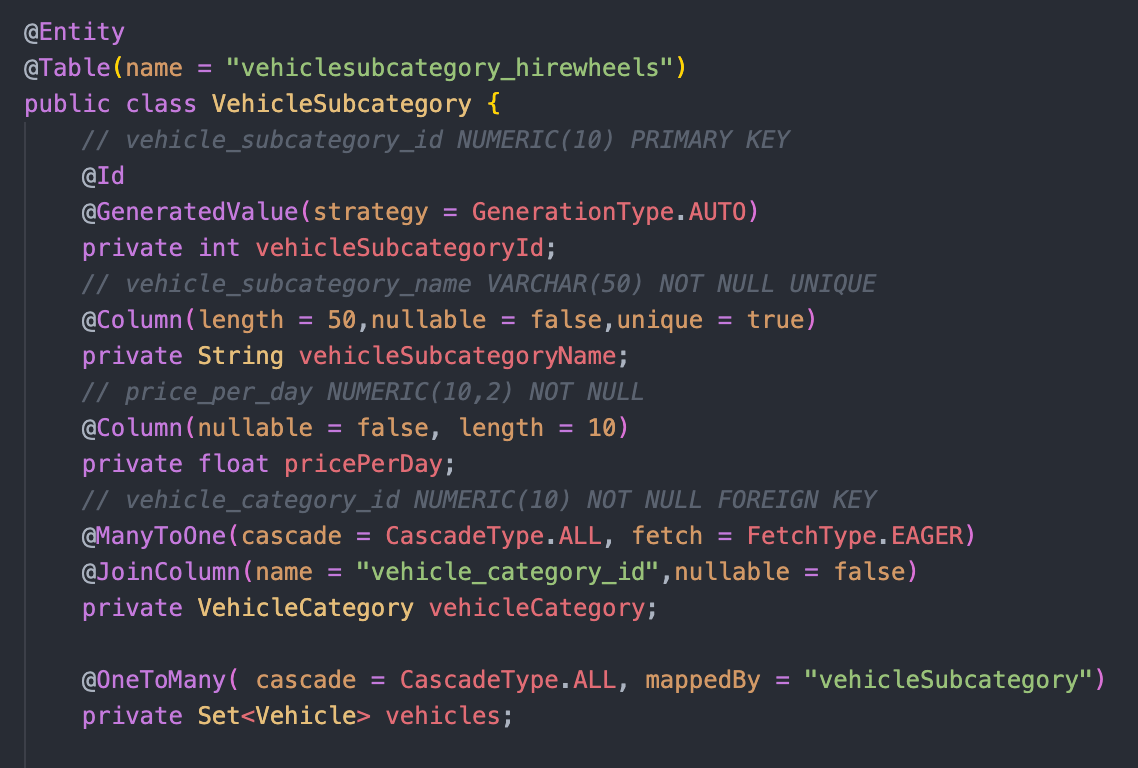 @Entity
@Table(name = "vehiclesubcategory_hirewheels")
public class VehicleSubcategory {
// vehicle_subcategory_id NUMERIC(10) PRIMARY KEY
@Id
@GeneratedValue(strategy = GenerationType.AUTO)
private int vehicleSubcategoryId;
// vehicle_subcategory_name VARCHAR(50) NOT NULL UNIQUE
@Column(length = 50,nullable = false,unique = true)
private String vehicleSubcategoryName;
// price_per_day NUMERIC(10,2) NOT NULL
@Column(nullable = false, length = 10)
private float pricePerDay;
// vehicle_category_id NUMERIC(10) NOT NULL FOREIGN KEY
@ManyToOne(cascade = CascadeType.ALL, fetch = FetchType.EAGER)
@JoinColumn(name = "vehicle_category_id",nullable = false)
private VehicleCategory vehicleCategory;
@OneToMany( cascade = CascadeType.ALL, mappedBy = "vehicleSubcategory")
private Set<Vehicle> vehicles;